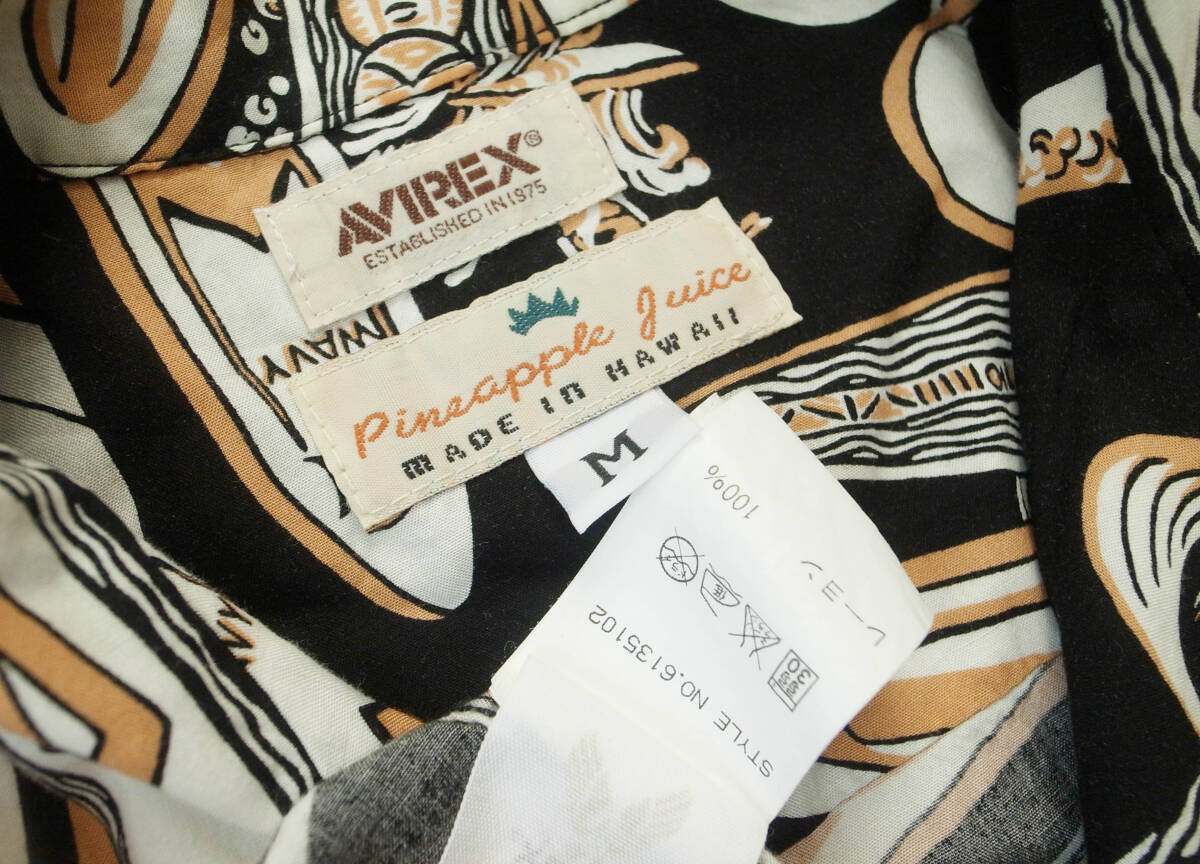 AVIREX®
ESTABLISHED IN 1975
Pineapple Juice
MADE IN HAWAII
M
レーヨン 100%
STYLE NO.6135102
NAVY